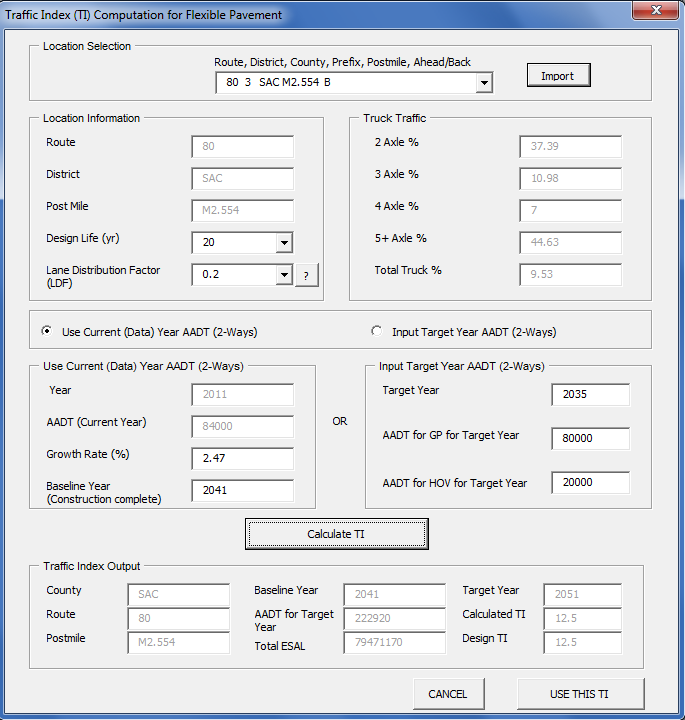 Traffic Index (TI) Computation for Flexible Pavement
Location Selection
Route, District, County, Prefix, Postmile, Ahead/Back
80 3 SAC M2.554 B
Import
Location Information
Route 80
District SAC
Post Mile M2.554
Design Life (yr) 20
Lane Distribution Factor
(LDF)
0.2 ?
Truck Traffic
2 Axle % 37.39
3 Axle % 10.98
4 Axle % 7
5+ Axle % 44.63
Total Truck % 9.53
Use Current (Data) Year AADT (2-Ways) Input Target Year AADT (2-Ways)
Use Current (Data) Year AADT (2-Ways)
Year 2011
AADT (Current Year) 84000
Growth Rate (%) 2.47
Baseline Year
(Construction complete)
2041
OR
Input Target Year AADT (2-Ways)
Target Year 2035
AADT for GP for Target Year 80000
AADT for HOV for Target Year 20000
Calculate TI
Traffic Index Output
County SAC
Route 80
Postmile M2.554
Baseline Year 2041
AADT for Target
Year
222920
Total ESAL 79471170
Target Year 2051
Calculated TI 12.5
Design TI 12.5
CANCEL USE THIS TI